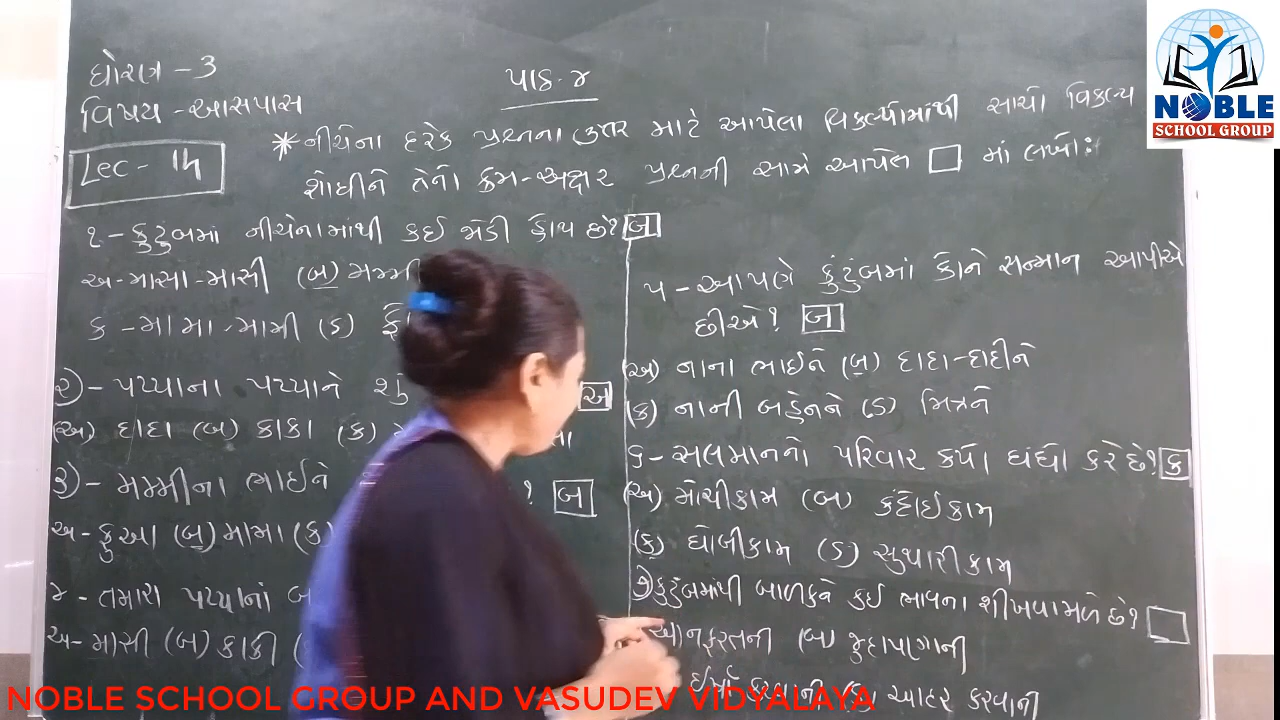 ધોરણ - 3
વિષય - આસપાસ
Lec - 14
પાઠ - ૪
* નીચેના દરેક પ્રશ્નના ઉત્તર માટે આપેલા વિકલ્પોમાંથી સાચો વિકલ્પ
શોધીને તેનો ક્રમ-અક્ષર પ્રશ્નની સામે આપેલ □ માં લખો:
૧ - કુટુંબમાં નીચેનામાંથી કઈ જોડી હોય છે? બ
અ - માસા - માસી (બ) મમ્મી
ક - મામા - મામી (ડ)
૨) - પપ્પાના પપ્પાને શું અ
(અ) દાદા (બ) કાકા (ક)
૩) - મમ્મીના ભાઈને ? બ
અ - ફુઆ (બ) મામા (ક)
૪ - તમારા પપ્પાનાં
અ - માસી (બ) કાકી
૫ - આપણે કુંટુંબમાં કોને સન્માન આપીએ
છીએ? બ
(અ) નાના ભાઈને (બ) દાદા-દાદીને
(ક) નાની બહેનને (ડ) મિત્રને
૬ - સલમાનનો પરિવાર કયો ધંધો કરે છે? ક
(અ) મોચીકામ (બ) કંદોઈકામ
(ક) ધોબીકામ (ડ) સુથારીકામ
૭) કુટુંબમાંથી બાળકને કઈ ભાવના શીખવા મળે છે?
(અ) નફરતની (બ) જુદાપણાની
આદર કરવાની
NOBLE SCHOOL GROUP
NOBLE SCHOOL GROUP AND VASUDEV VIDYALAYA